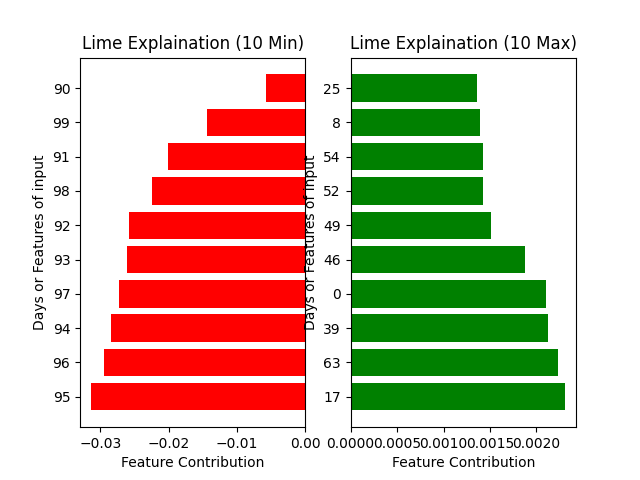 Lime Explaination (10 Min)
Days or Features of input
90
99
91
98
92
93
97
94
96
95
−0.03 −0.02 −0.01 0.00
Feature Contribution
Lime Explaination (10 Max)
Days or Features of input
25
8
54
52
49
46
0
39
63
17
0.0000 0.0005 0.0010 0.0015 0.0020
Feature Contribution